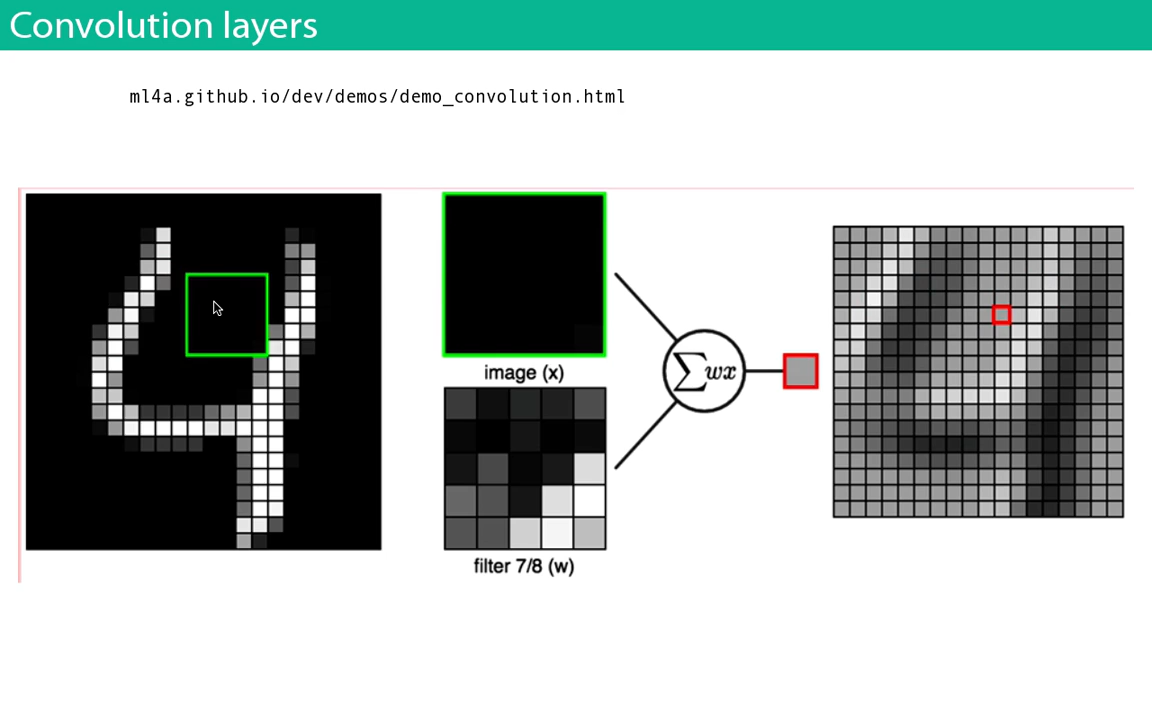 Convolution layers
ml4a.github.io/dev/demos/demo_convolution.html
image (x)
∑wx
filter 7/8 (w)